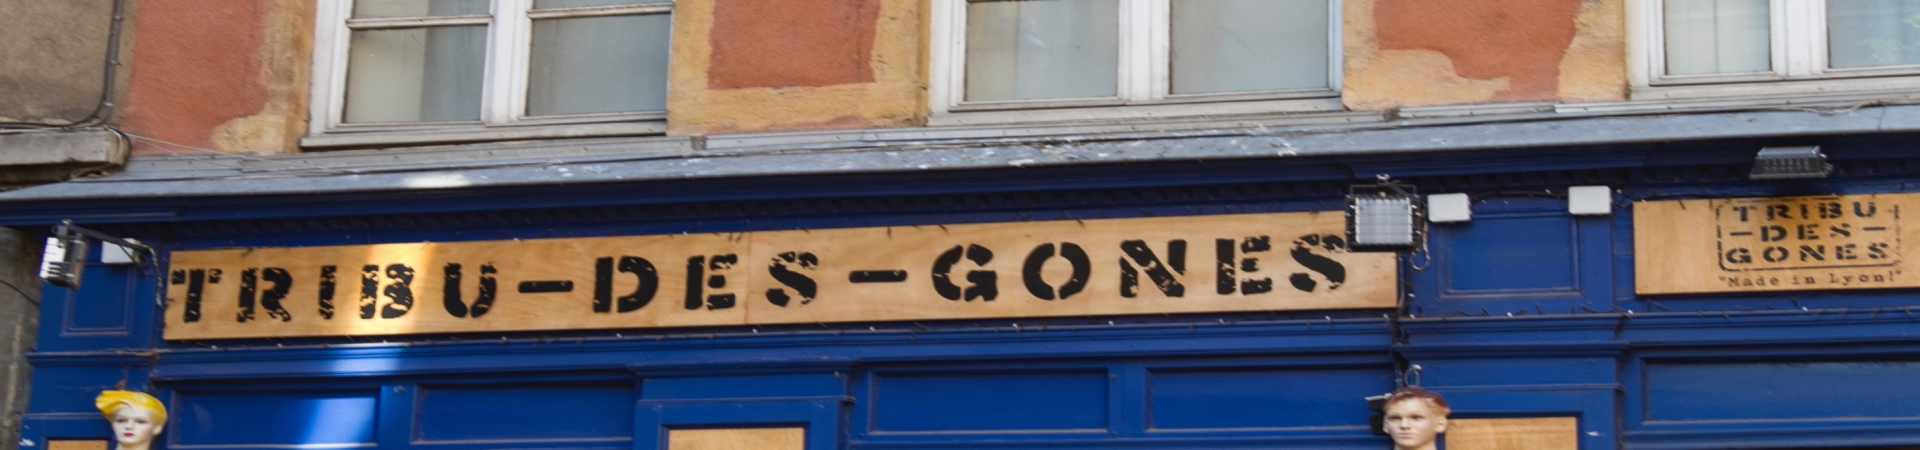 TRIBU-DES-GONES
TRIBU
-DES-
GONES
"Made in Lyon!"